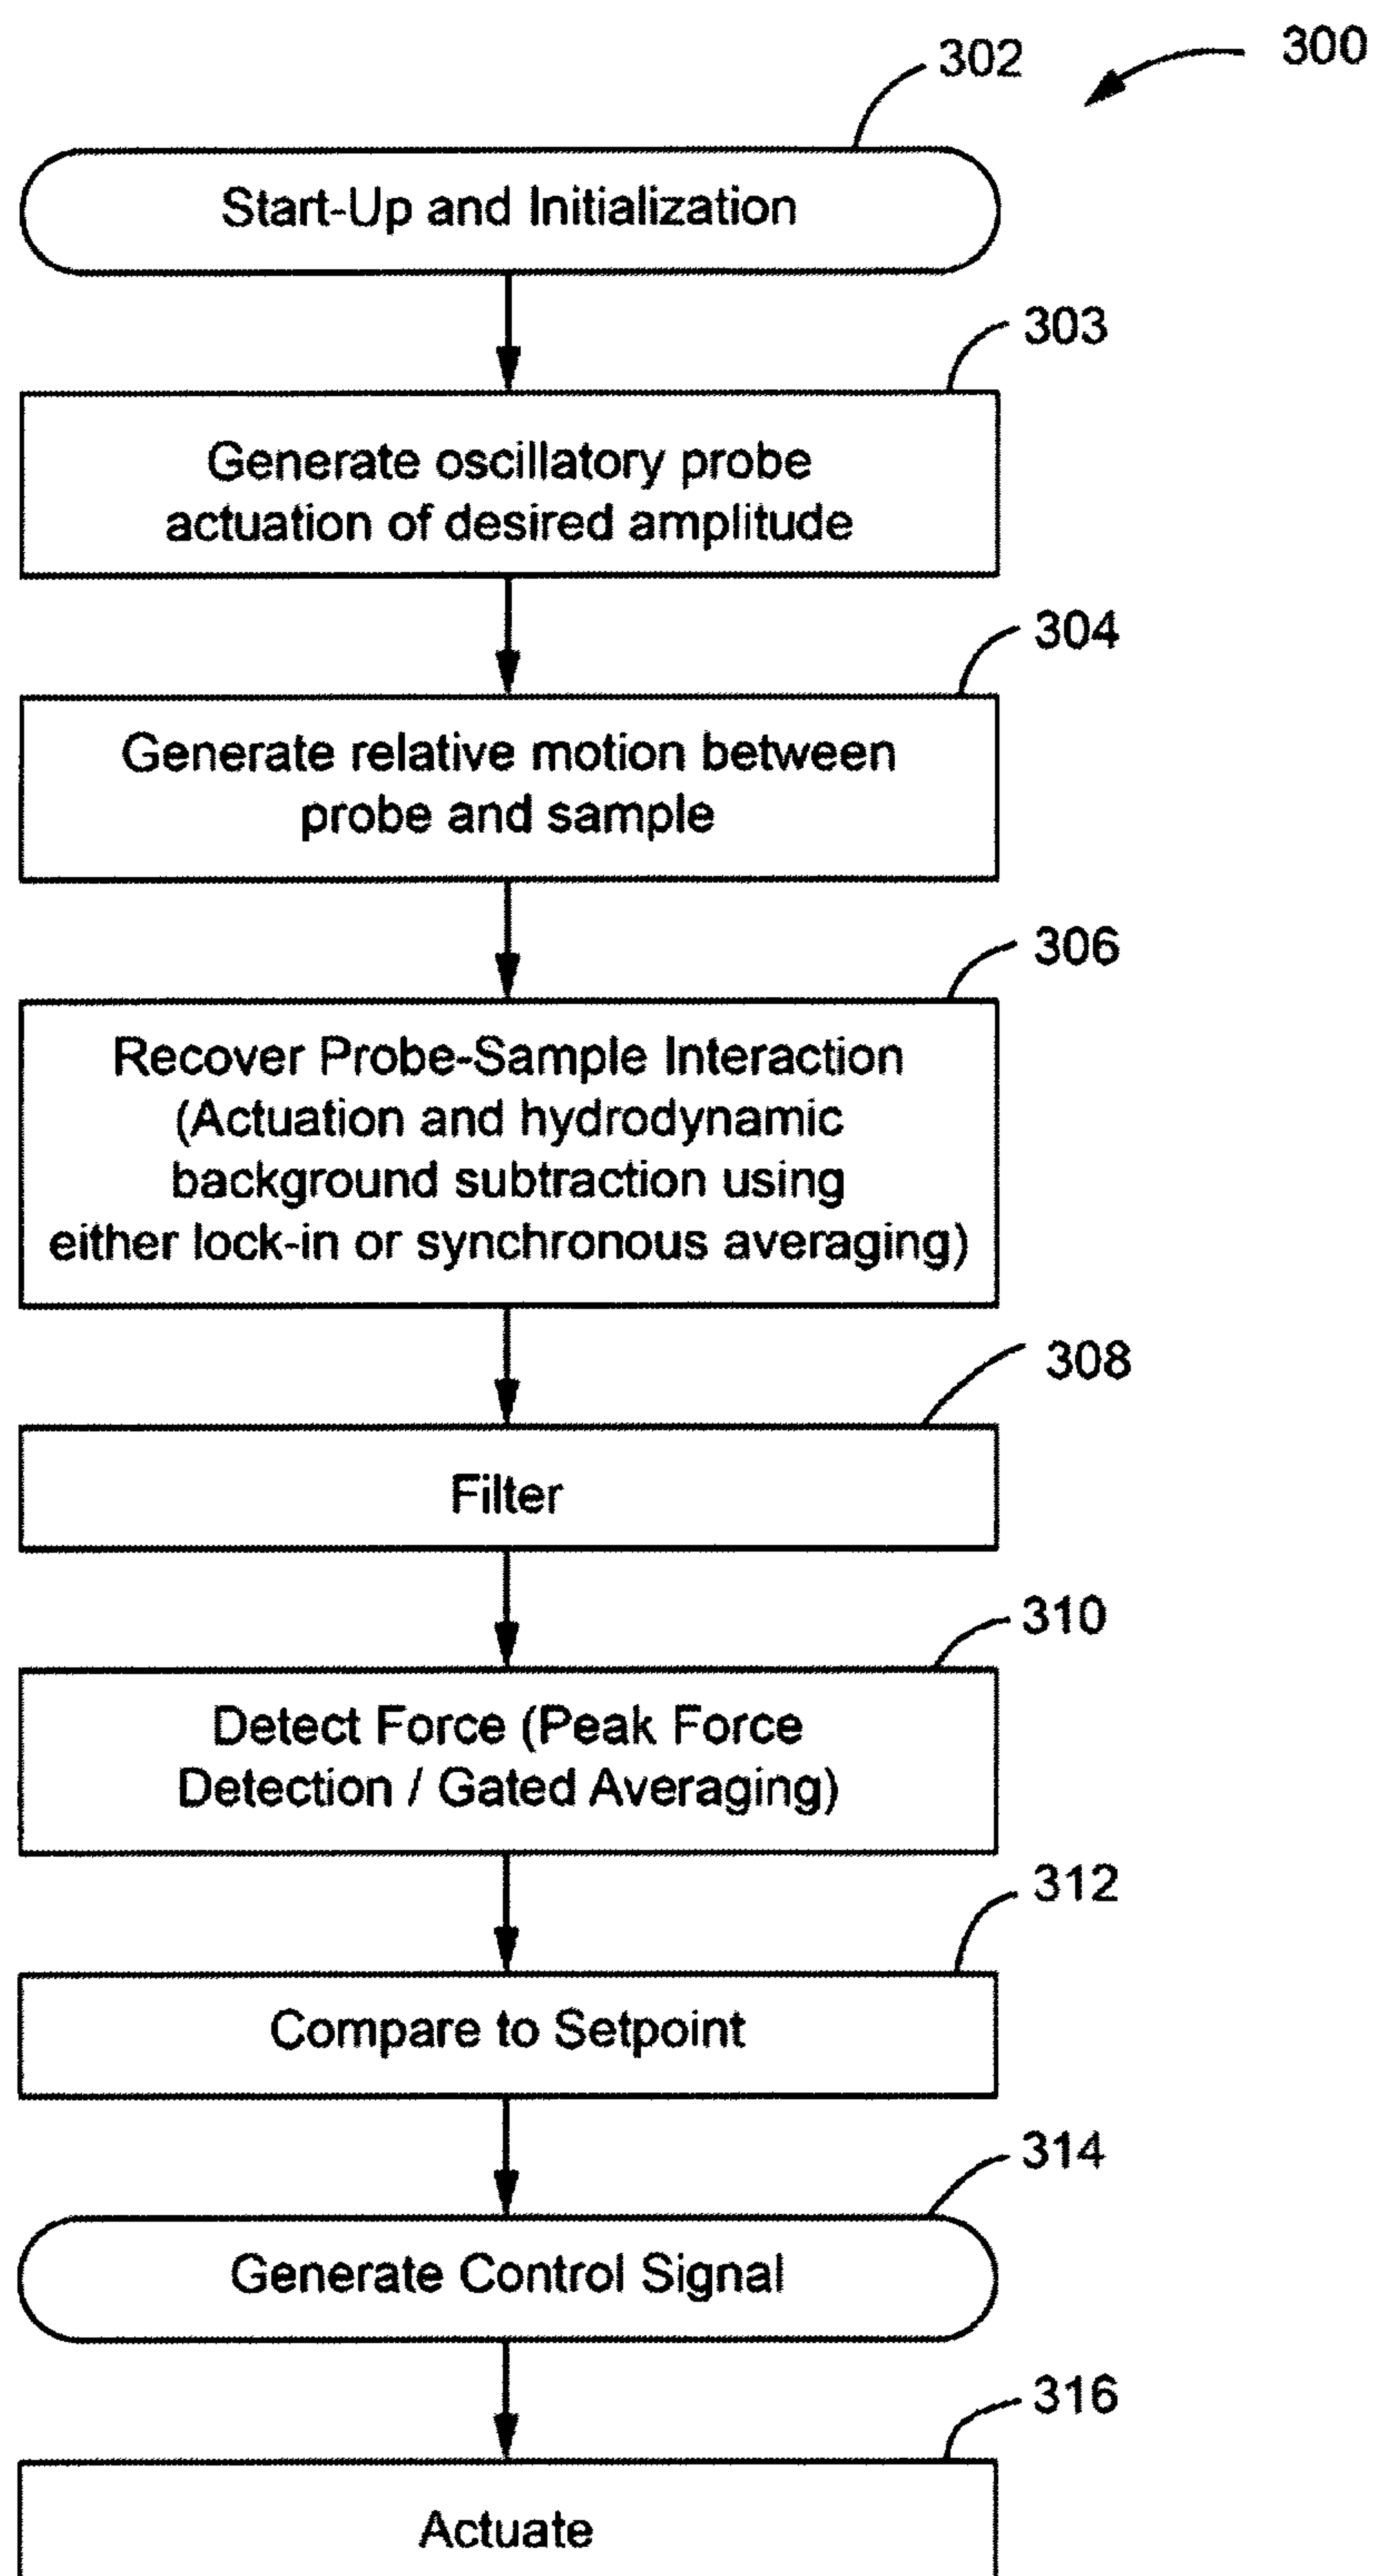 300
302
Start-Up and Initialization
303
Generate oscillatory probe
actuation of desired amplitude
304
Generate relative motion between
probe and sample
306
Recover Probe-Sample Interaction
(Actuation and hydrodynamic
background subtraction using
either lock-in or synchronous averaging)
308
Filter
310
Detect Force (Peak Force
Detection / Gated Averaging)
312
Compare to Setpoint
314
Generate Control Signal
316
Actuate